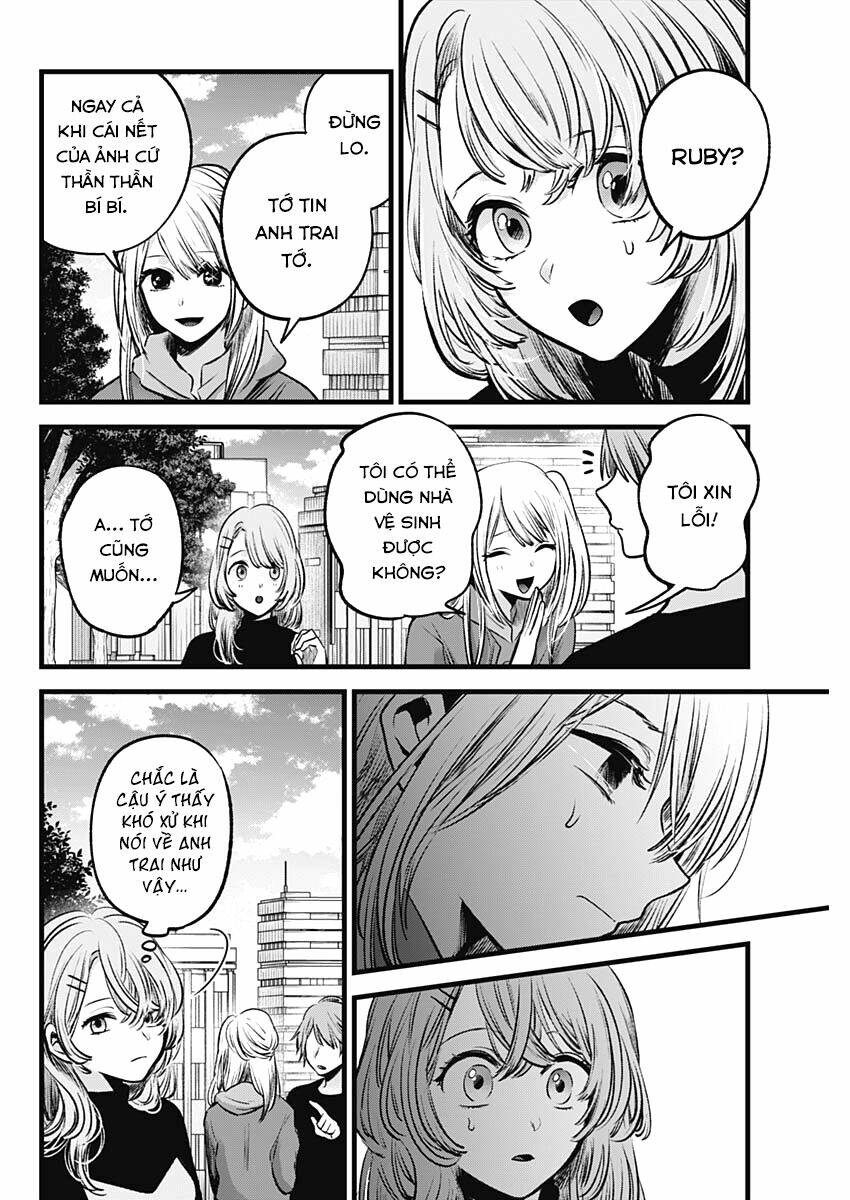 RUBY?
ĐỪNG
LO.
TỚ TIN
ANH TRAI
TỚ.
NGAY CẢ
KHI CÁI NẾT
CỦA ẢNH CỨ
THẦN THẦN
BÍ BÍ.
TÔI XIN
LỖI!
TÔI CÓ THỂ
DÙNG NHÀ
VỆ SINH
ĐƯỢC
KHÔNG?
A... TỚ
CŨNG
MUỐN...
CHẮC LÀ
CẬU Ý THẤY
KHÓ XỬ KHI
NÓI VỀ ANH
TRAI NHƯ
VẬY...